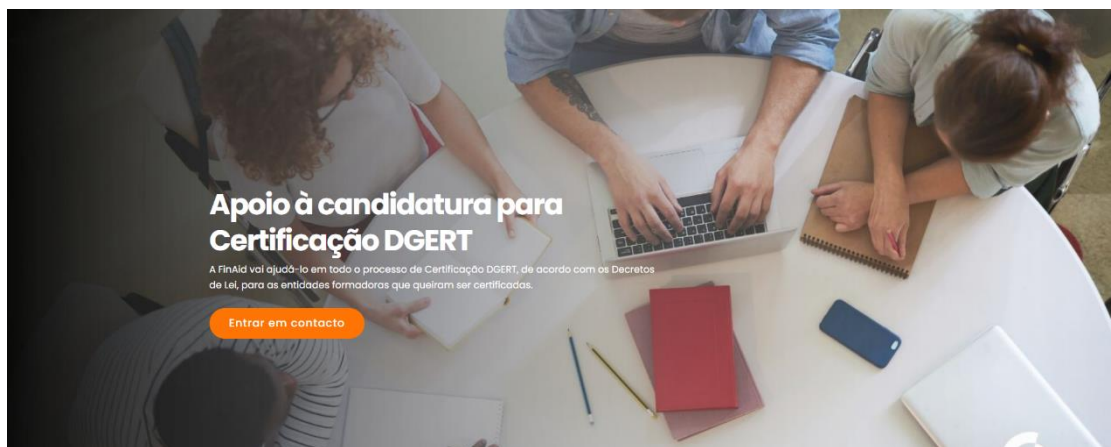 Apoio à candidatura para
Certificação DGERT
A FinAid vai ajudá-lo em todo o processo de Certificação DGERT, de acordo com os Decretos
de Lei, para as entidades formadoras que queiram ser certificadas.
Entrar em contacto